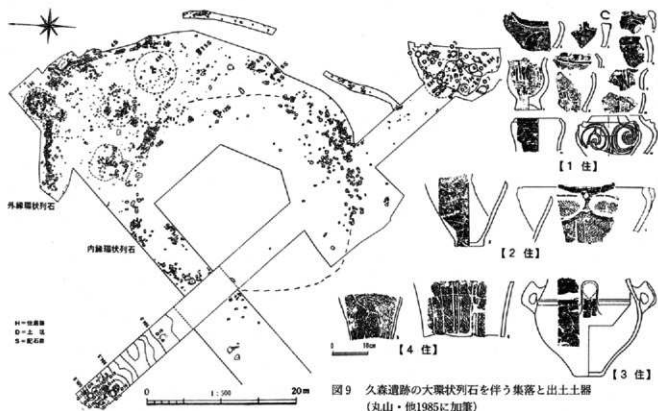 【1 住】
外縁環状列石
【2 住】
内縁環状列石
H=住居跡
D=土 坑
S=配石跡
【4 住】
0 10cm
【3 住】
0 1:500 20m
図9 久森遺跡の大環状列石を伴う集落と出土土器
(丸山・他1985に加筆)